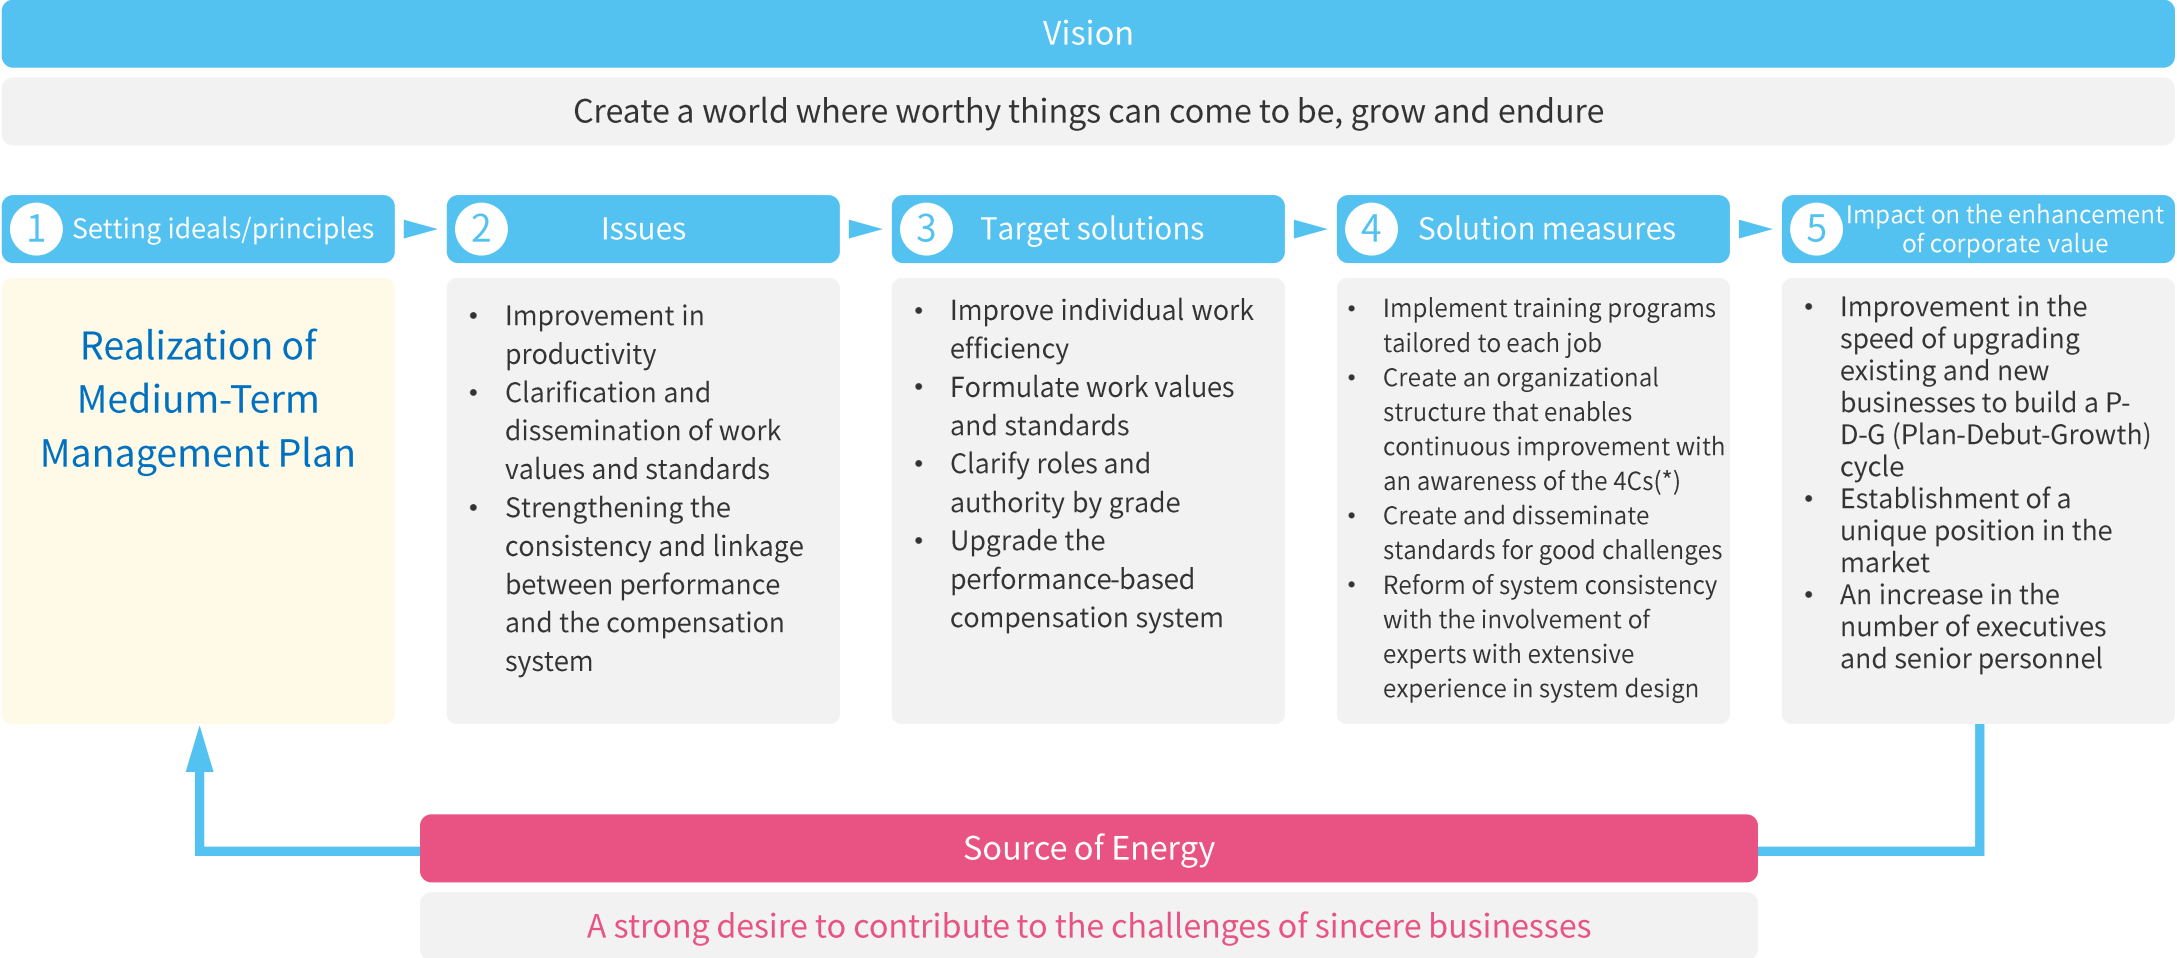 Vision
Create a world where worthy things can come to be, grow and endure
1 Setting ideals/principles
Realization of
Medium-Term
Management Plan
2 Issues
• Improvement in
productivity
• Clarification and
dissemination of work
values and standards
• Strengthening the
consistency and linkage
between performance
and the compensation
system
3 Target solutions
• Improve individual work
efficiency
• Formulate work values
and standards
• Clarify roles and
authority by grade
• Upgrade the
performance-based
compensation system
4 Solution measures
• Implement training programs
tailored to each job
• Create an organizational
structure that enables
continuous improvement with
an awareness of the 4Cs(*)
• Create and disseminate
standards for good challenges
• Reform of system consistency
with the involvement of
experts with extensive
experience in system design
5 Impact on the enhancement
of corporate value
• Improvement in the
speed of upgrading
existing and new
businesses to build a P-
D-G (Plan-Debut-Growth)
cycle
• Establishment of a
unique position in the
market
• An increase in the
number of executives
and senior personnel
Source of Energy
A strong desire to contribute to the challenges of sincere businesses